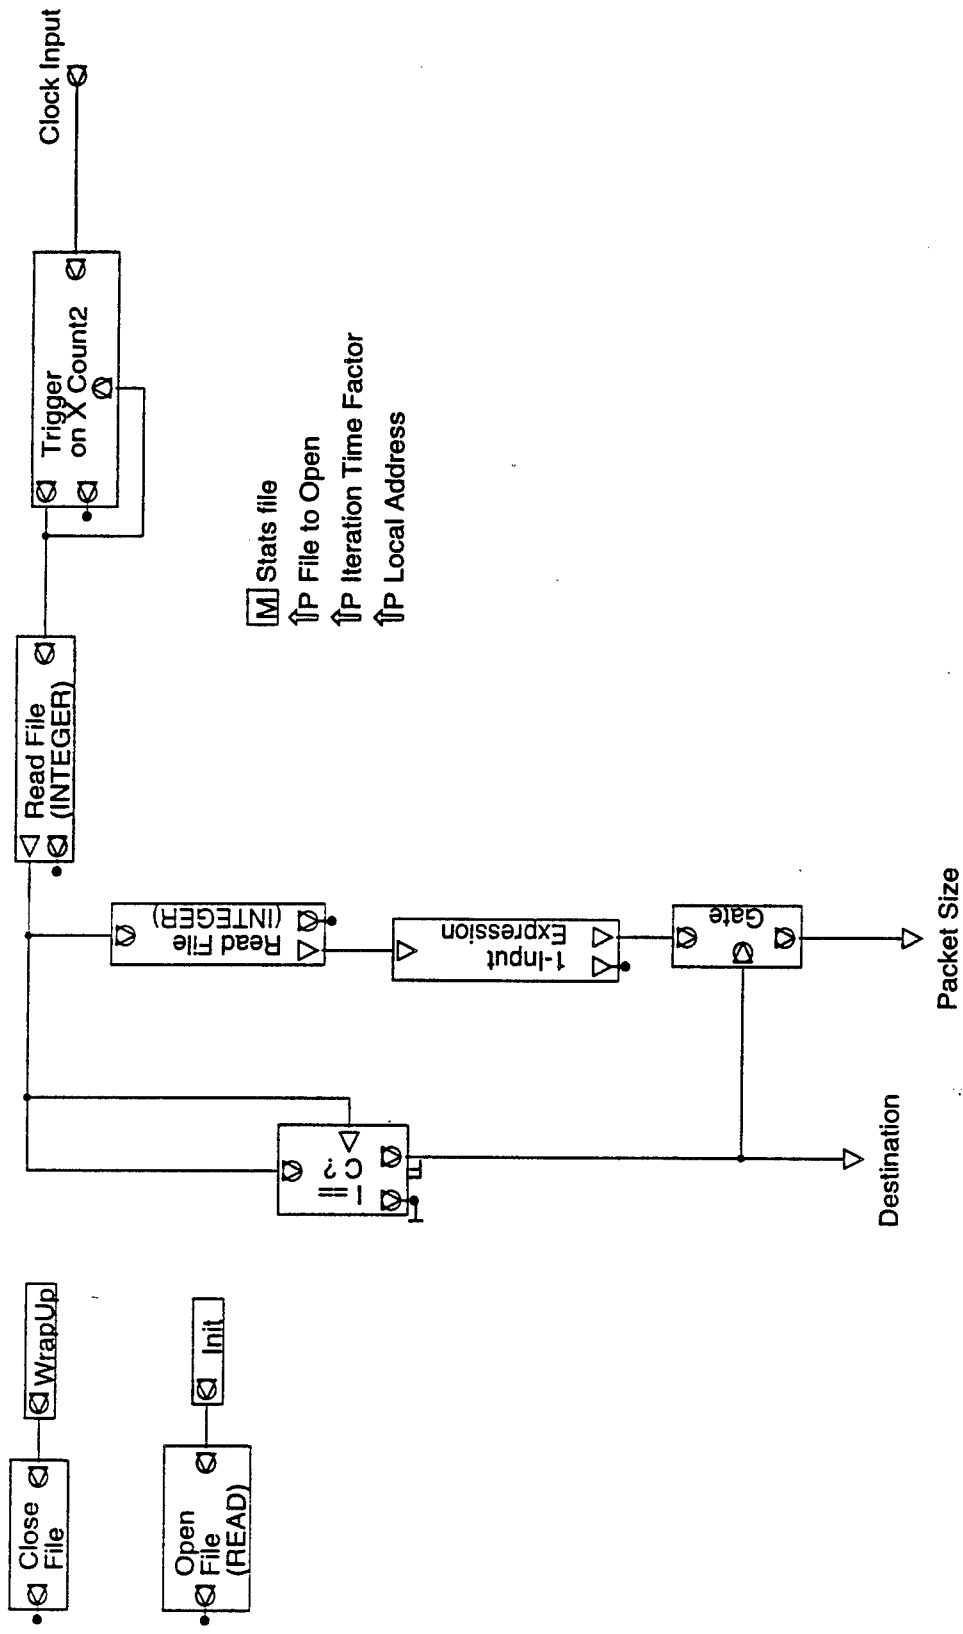 Close
File
WrapUp
Open
File
(READ)
Init
I ==
C ?
Read File
(INTEGER)
Read File
(INTEGER)
1-Input
Expression
Gate
Trigger
on X Count2
Clock Input
M Stats file
P File to Open
P Iteration Time Factor
P Local Address
Destination
Packet Size